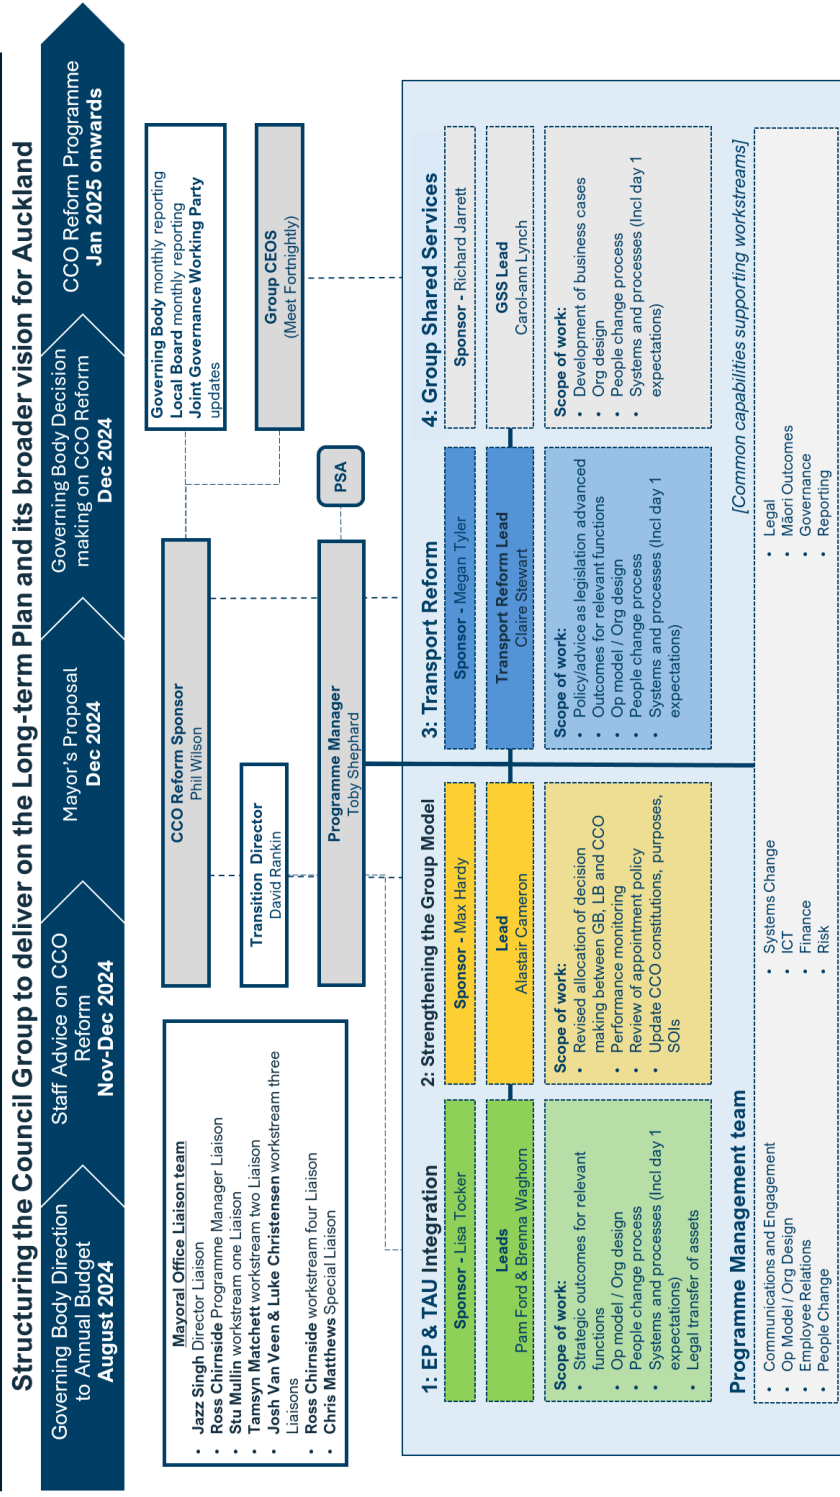 Structuring the Council Group to deliver on the Long-term Plan and its broader vision for Auckland
Governing Body Direction
to Annual Budget
August 2024
Staff Advice on CCO
Reform
Nov-Dec 2024
Mayor's Proposal
Dec 2024
Governing Body Decision
making on CCO Reform
Dec 2024
CCO Reform Programme
Jan 2025 onwards
Mayoral Office Liaison team
• Jazz Singh Director Liaison
• Ross Chirnside Programme Manager Liaison
• Stu Mullin workstream one Liaison
• Tamsyn Matchett workstream two Liaison
• Josh Van Veen & Luke Christensen workstream three
Liaisons
• Ross Chirnside workstream four Liaison
• Chris Matthews Special Liaison
CCO Reform Sponsor
Phil Wilson
Transition Director
David Rankin
Programme Manager
Toby Shephard
PSA
Governing Body monthly reporting
Local Board monthly reporting
Joint Governance Working Party
updates
Group CEOS
(Meet Fortnightly)
1: EP & TAU Integration
Sponsor - Lisa Tocker
Leads
Pam Ford & Brenna Waghorn
Scope of work:
• Strategic outcomes for relevant
functions
• Op model / Org design
• People change process
• Systems and processes (Incl day 1
expectations)
• Legal transfer of assets
2: Strengthening the Group Model
Sponsor - Max Hardy
Lead
Alastair Cameron
Scope of work:
• Revised allocation of decision
making between GB, LB and CCO
• Performance monitoring
• Review of appointment policy
• Update CCO constitutions, purposes,
SOIs
3: Transport Reform
Sponsor - Megan Tyler
Transport Reform Lead
Claire Stewart
Scope of work:
• Policy/advice as legislation advanced
• Outcomes for relevant functions
• Op model / Org design
• People change process
• Systems and processes (Incl day 1
expectations)
4: Group Shared Services
Sponsor - Richard Jarrett
GSS Lead
Carol-ann Lynch
Scope of work:
• Development of business cases
• Org design
• People change process
• Systems and processes (Incl day 1
expectations)
Programme Management team
[Common capabilities supporting workstreams]
• Communications and Engagement
• Op Model / Org Design
• Employee Relations
• People Change
• Systems Change
• ICT
• Finance
• Risk
• Legal
• Māori Outcomes
• Governance
• Reporting